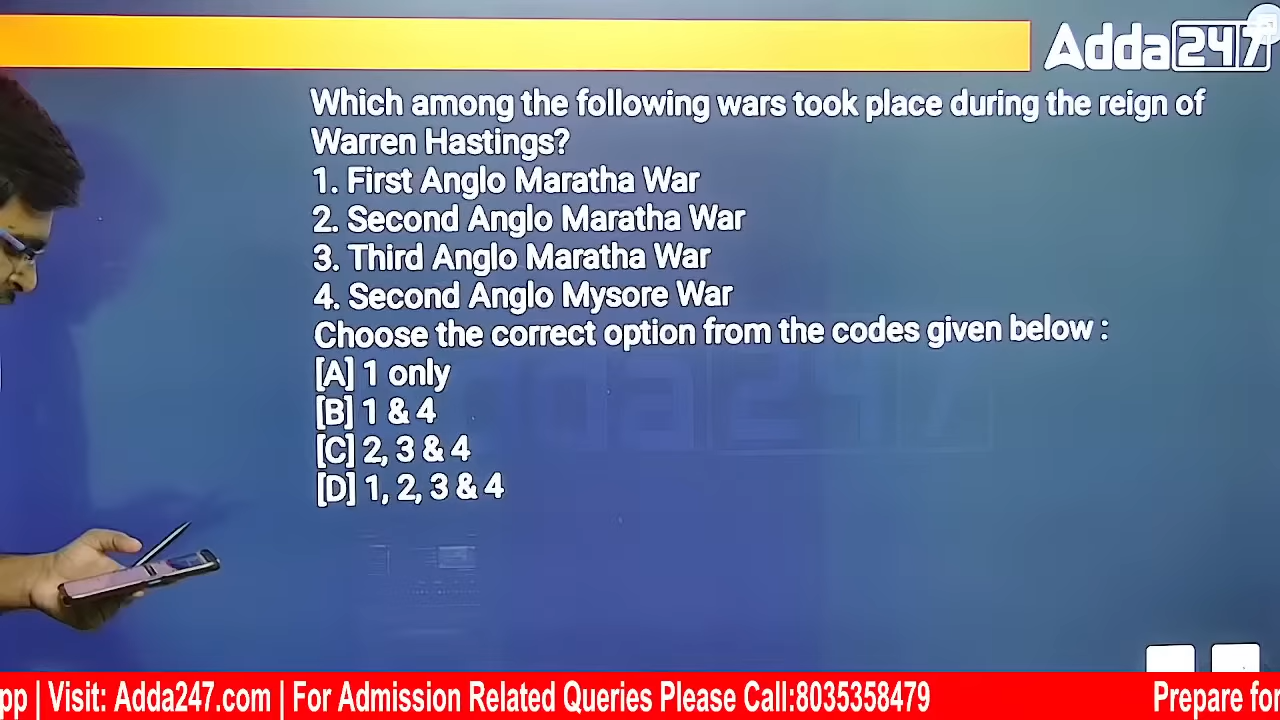 Adda247
Which among the following wars took place during the reign of
Warren Hastings?
1. First Anglo Maratha War
2. Second Anglo Maratha War
3. Third Anglo Maratha War
4. Second Anglo Mysore War
Choose the correct option from the codes given below :
[A] 1 only
[B] 1 & 4
[C] 2, 3 & 4
[D] 1, 2, 3 & 4
pp | Visit: Adda247.com | For Admission Related Queries Please Call:8035358479 Prepare for